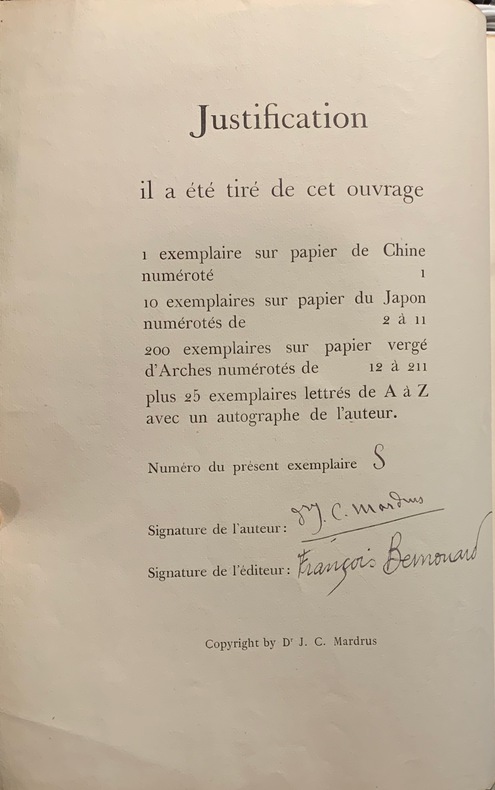 Justification
il a été tiré de cet ouvrage
1 exemplaire sur papier de Chine
numéroté 1
10 exemplaires sur papier du Japon
numérotés de 2 à 11
200 exemplaires sur papier vergé
d'Arches numérotés de 12 à 211
plus 25 exemplaires lettrés de A à Z
avec un autographe de l'auteur.
Numéro du présent exemplaire S
Signature de l'auteur: Dr J. C. Mardrus
Signature de l'éditeur: François Bernouard
Copyright by Dr J. C. Mardrus